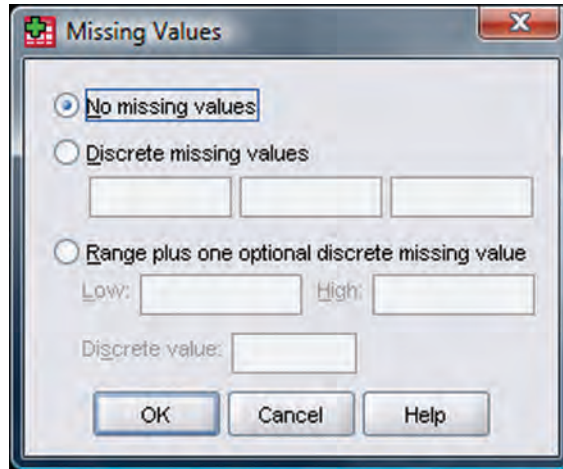 Missing Values
No missing values
Discrete missing values
Range plus one optional discrete missing value
Low: High:
Discrete value:
OK Cancel Help